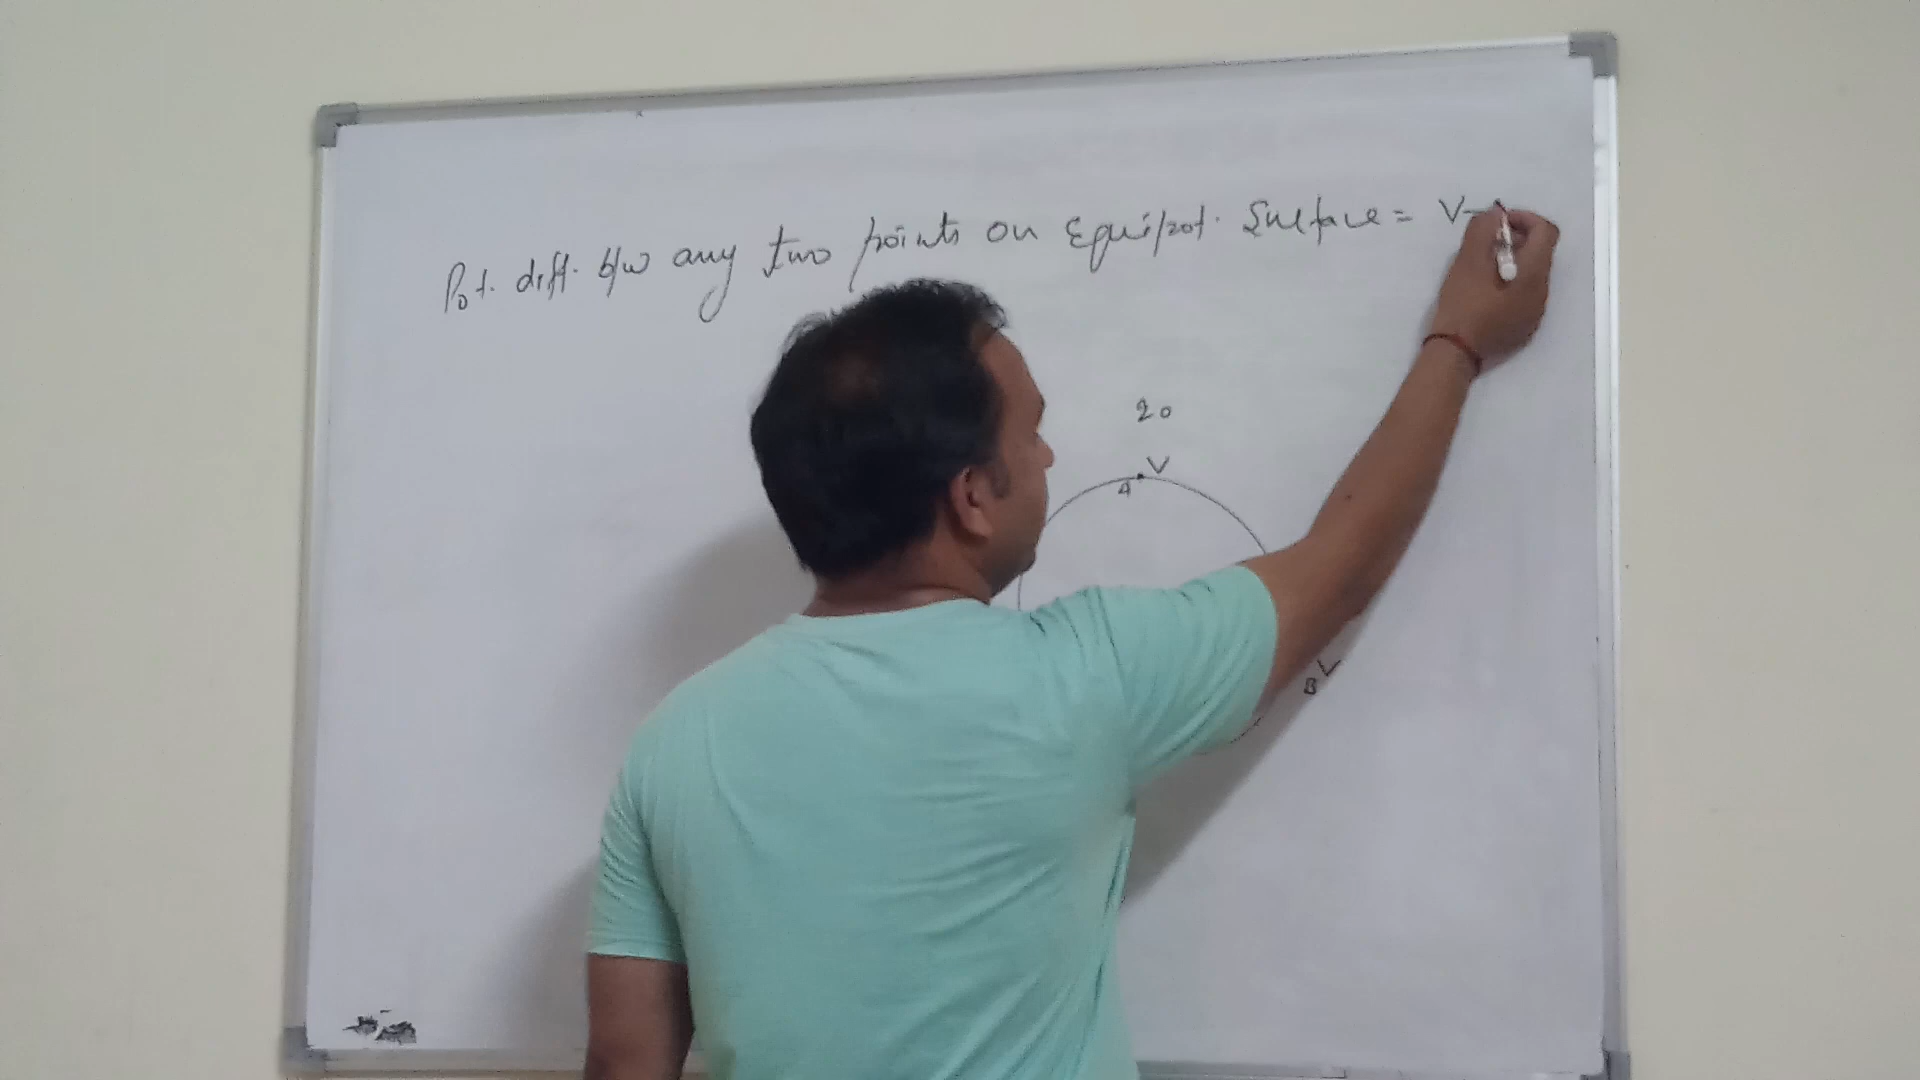 Pot. diff. b/w any two points on Equipot. Surface = V-
20
V
A
B V